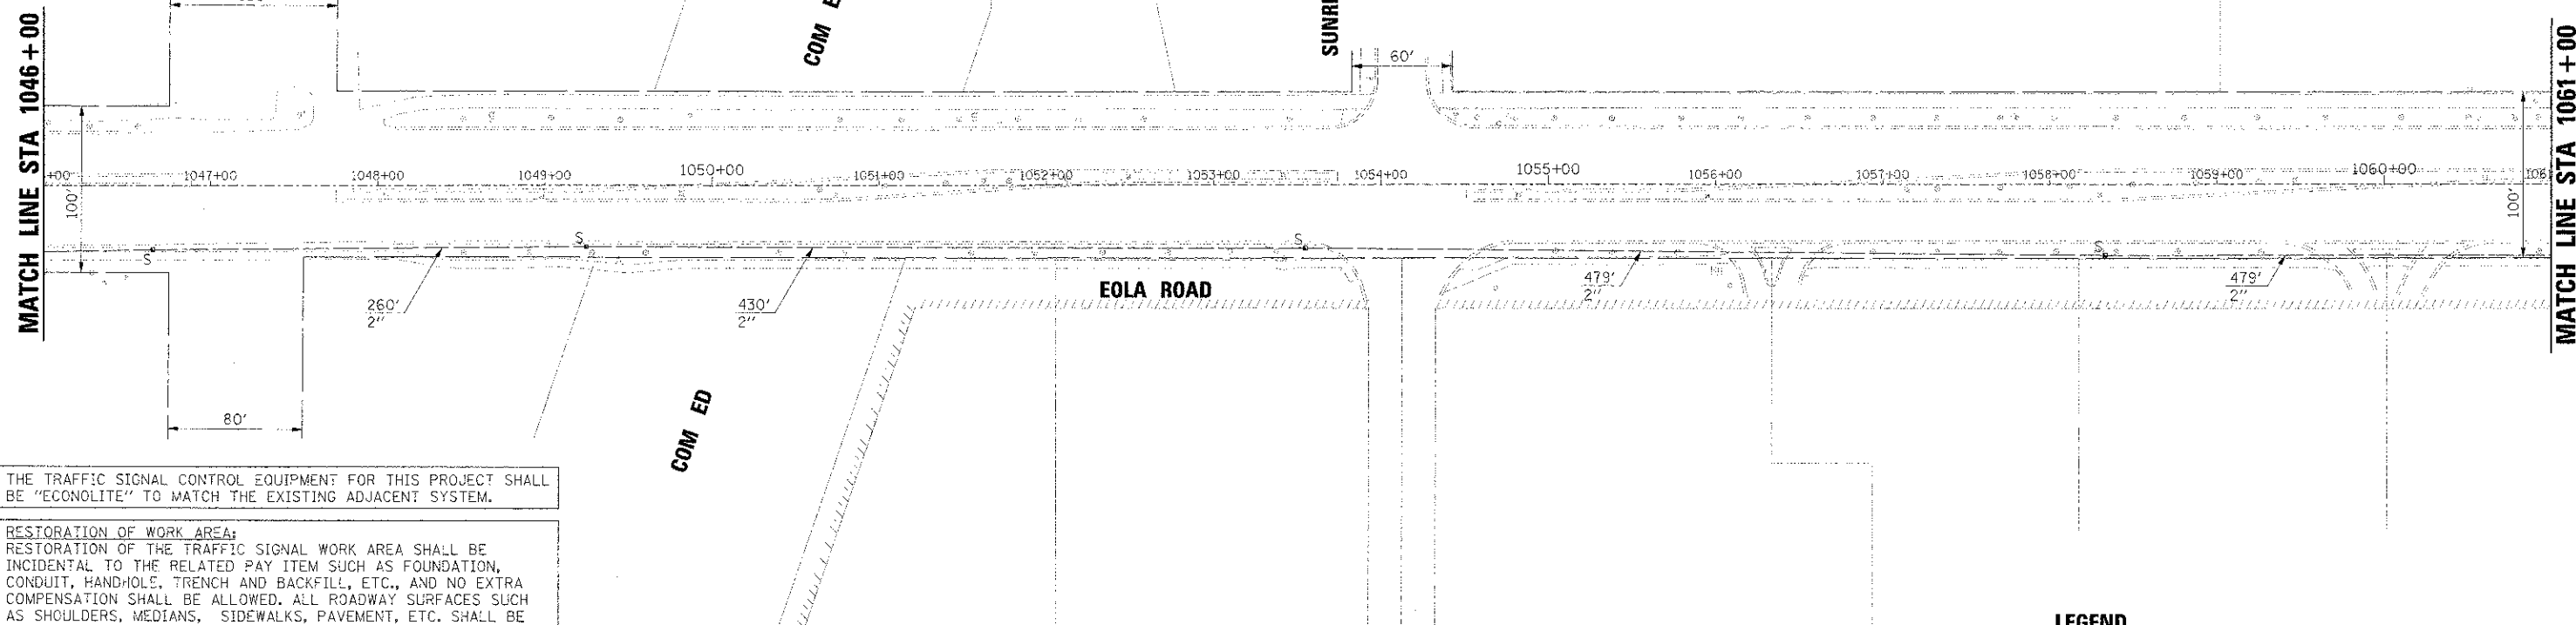 MATCH LINE STA 1046+00
COM E
SUNRI
60'
MATCH LINE STA 1061+00
100'
+00
1047+00
1048+00
1049+00
1050+00
1051+00
1052+00
1053+00
1054+00
1055+00
1056+00
1057+00
1058+00
1059+00
1060+00
1061
100'
S
S
S
S
260'
2"
430'
2"
EOLA ROAD
479'
2"
479'
2"
80'
COM ED
THE TRAFFIC SIGNAL CONTROL EQUIPMENT FOR THIS PROJECT SHALL
BE "ECONOLITE" TO MATCH THE EXISTING ADJACENT SYSTEM.
RESTORATION OF WORK AREA:
RESTORATION OF THE TRAFFIC SIGNAL WORK AREA SHALL BE
INCIDENTAL TO THE RELATED PAY ITEM SUCH AS FOUNDATION,
CONDUIT, HANDHOLE, TRENCH AND BACKFILL, ETC., AND NO EXTRA
COMPENSATION SHALL BE ALLOWED. ALL ROADWAY SURFACES SUCH
AS SHOULDERS, MEDIANS, SIDEWALKS, PAVEMENT, ETC. SHALL BE
LEGEND